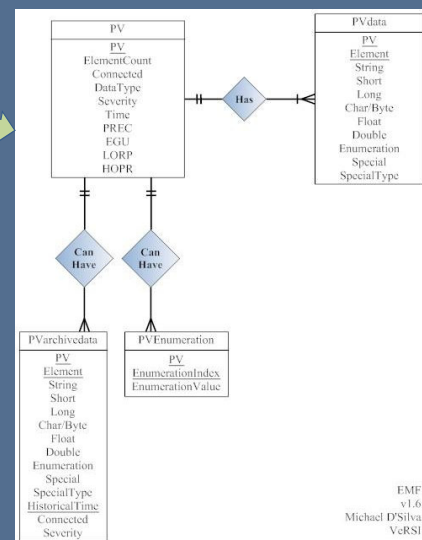 PV
PV
ElementCount
Connected
DataType
Severity
Time
PREC
EGU
LORP
HOPR
Has
PVdata
PV
Element
String
Short
Long
Char/Byte
Float
Double
Enumeration
Special
SpecialType
Can
Have
Can
Have
PVarchivedata
PV
Element
String
Short
Long
Char/Byte
Float
Double
Enumeration
Special
SpecialType
HistoricalTime
Connected
Severity
PVEnumeration
PV
EnumerationIndex
EnumerationValue
EMF
v1.6
Michael D'Silva
VeRSI